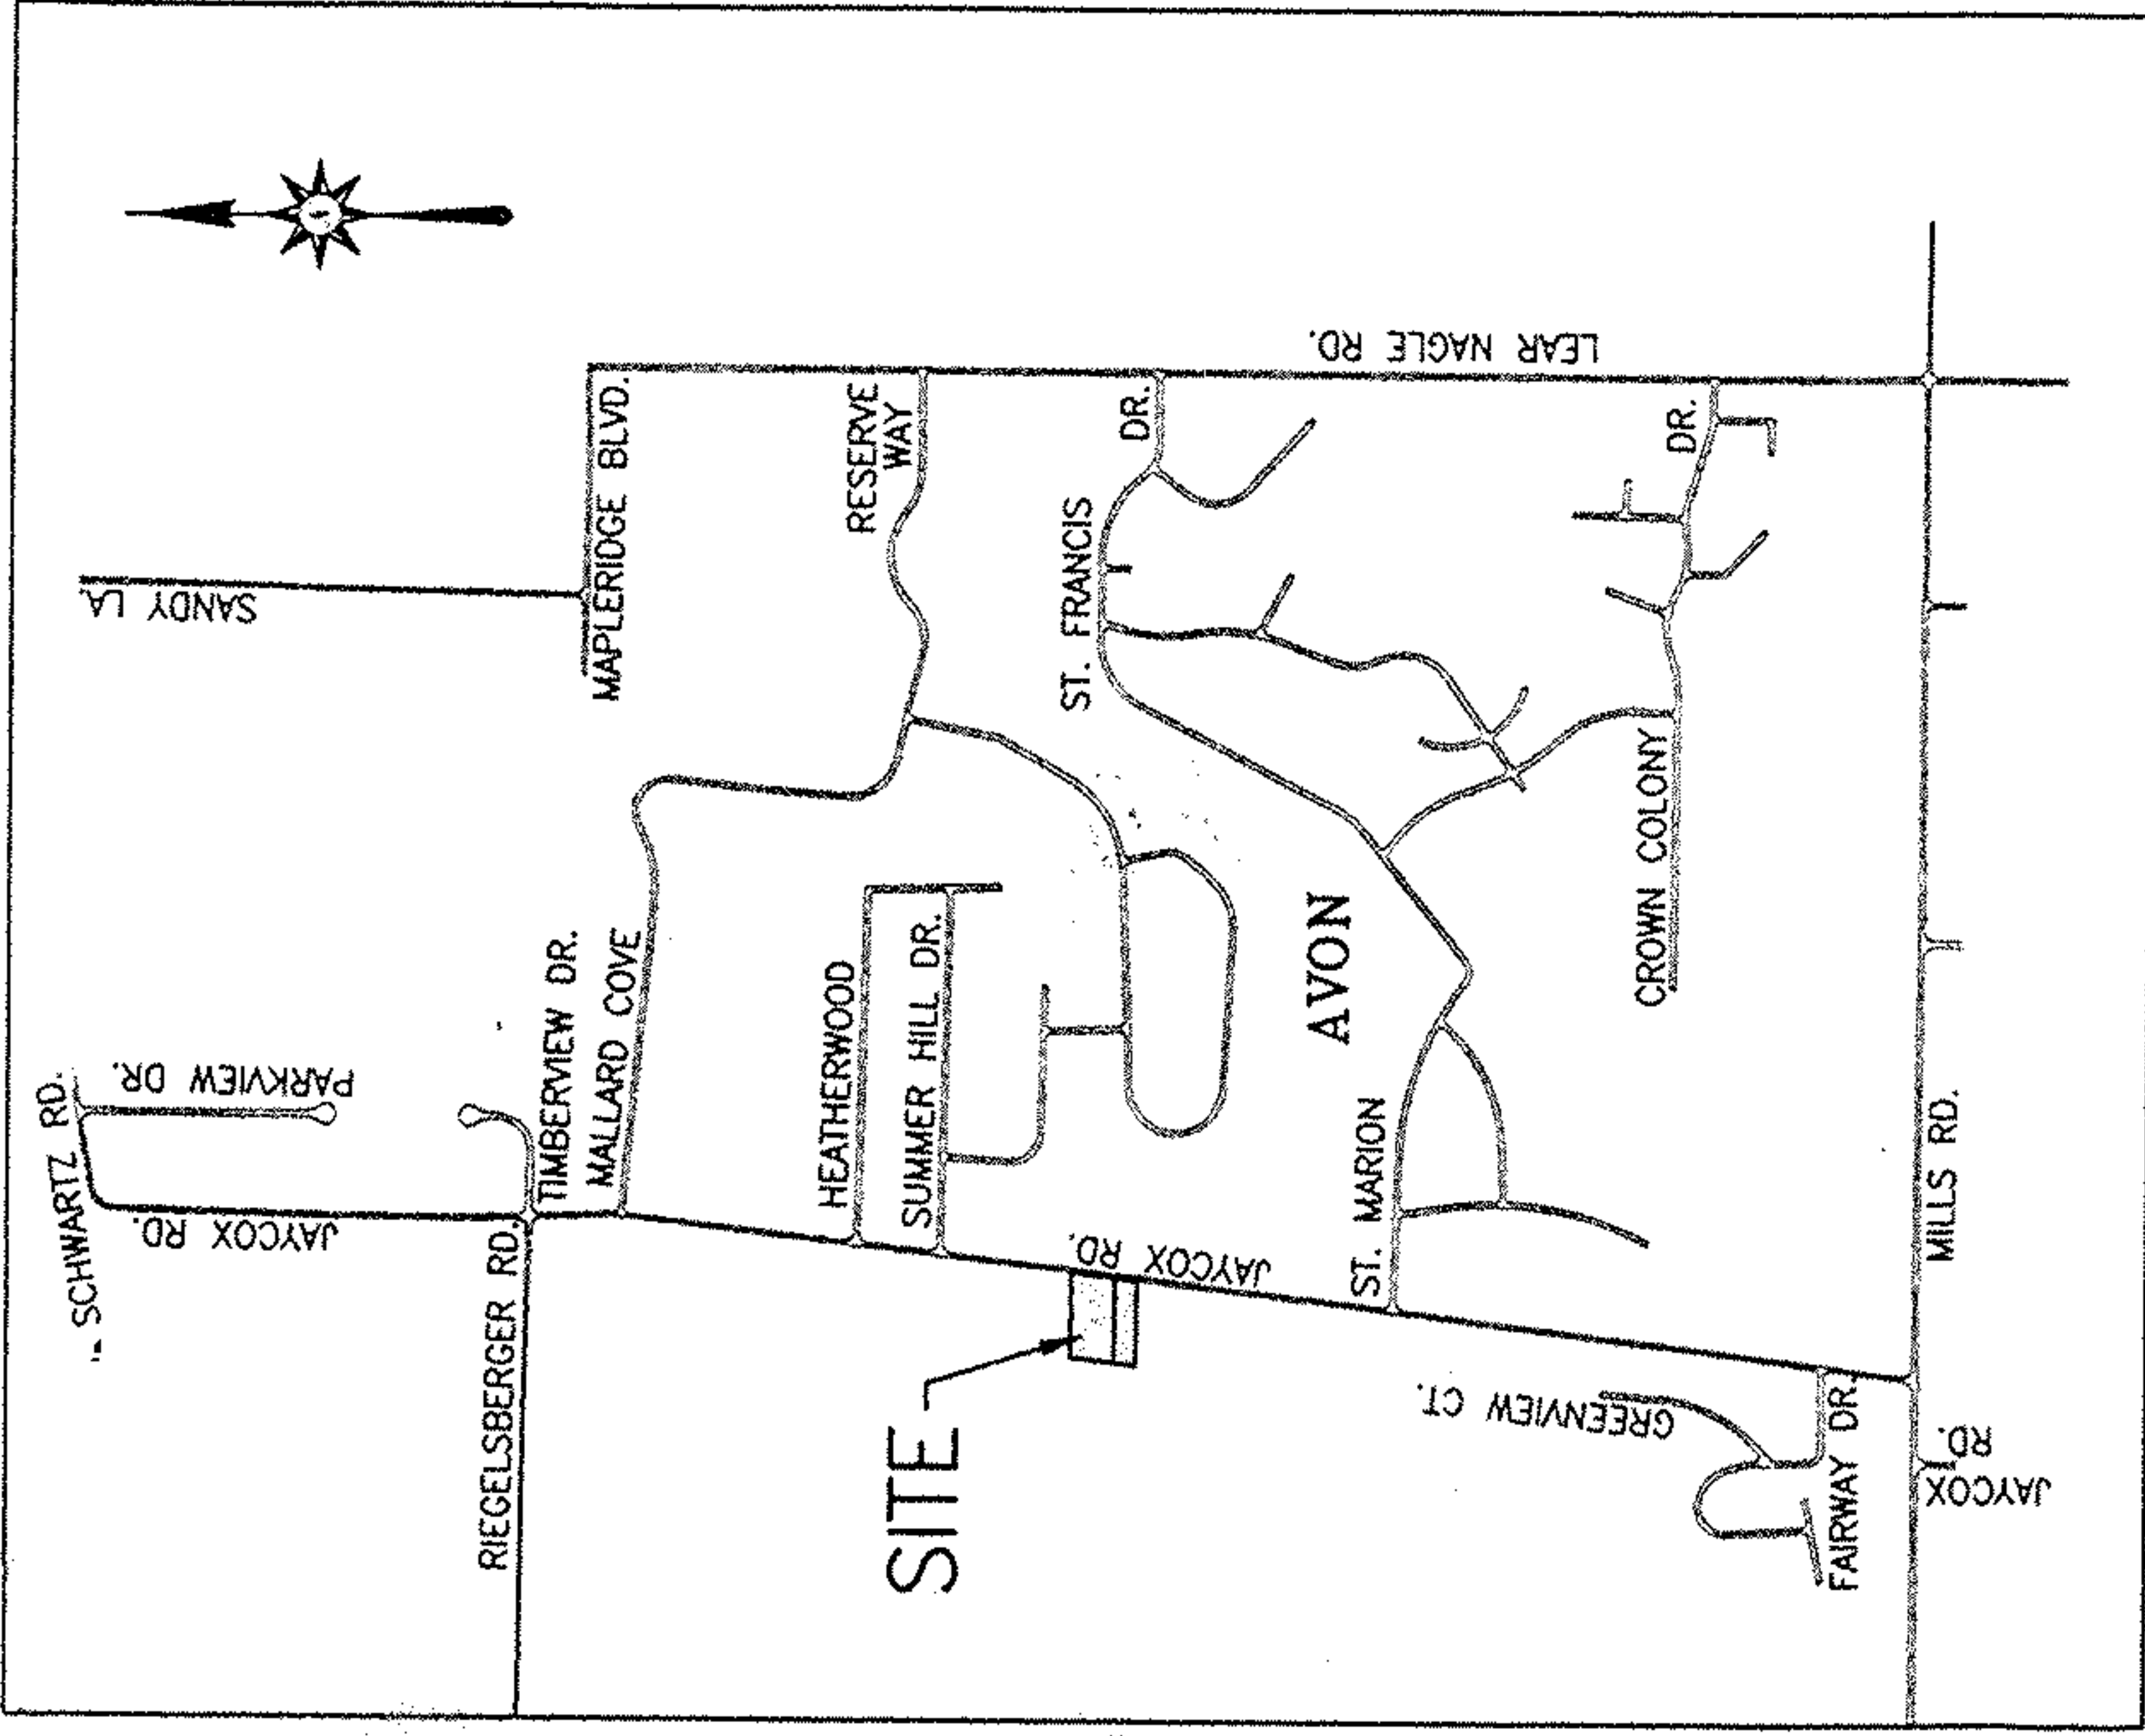 SCHWARTZ RD.
PARKVIEW DR.
JAYCOX RD.
SANDY LA.
RIEGELSBERGER RD.
TIMBERVIEW DR.
MALLARD COVE
MAPLERIDGE BLVD.
HEATHERWOOD
SUMMER HILL DR.
RESERVE
WAY
SITE
JAYCOX RD.
ST. FRANCIS DR.
LEAR NAGLE RD.
AVON
ST. MARION
CROWN COLONY DR.
GREENVIEW CT.
FAIRWAY DR.
MILLS RD.
JAYCOX
RD.